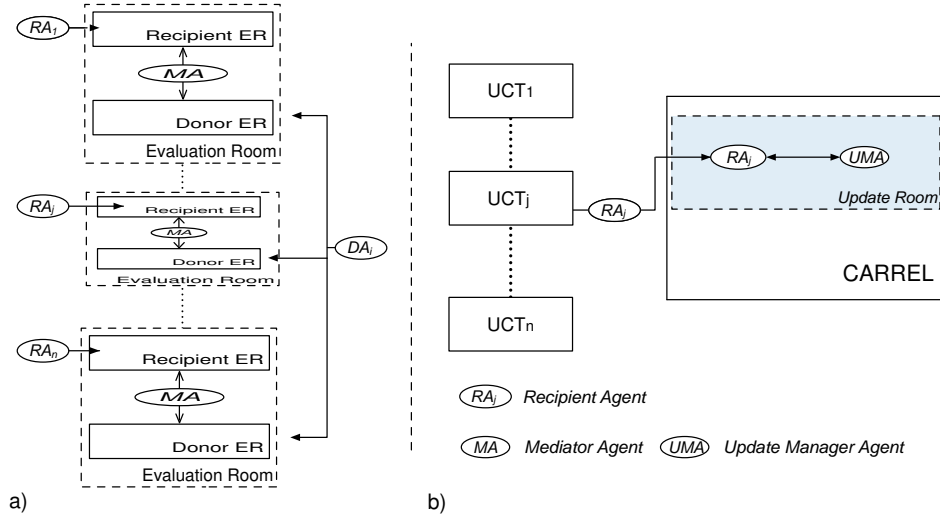 RA1
Recipient ER
MA
Donor ER
Evaluation Room
RAj
Recipient ER
MA
Donor ER
Evaluation Room
DAi
RAn
Recipient ER
MA
Donor ER
Evaluation Room
a)
UCT1
UCTj
UCTn
RAj
RAj
UMA
Update Room
CARREL
RAj Recipient Agent
MA Mediator Agent UMA Update Manager Agent
b)